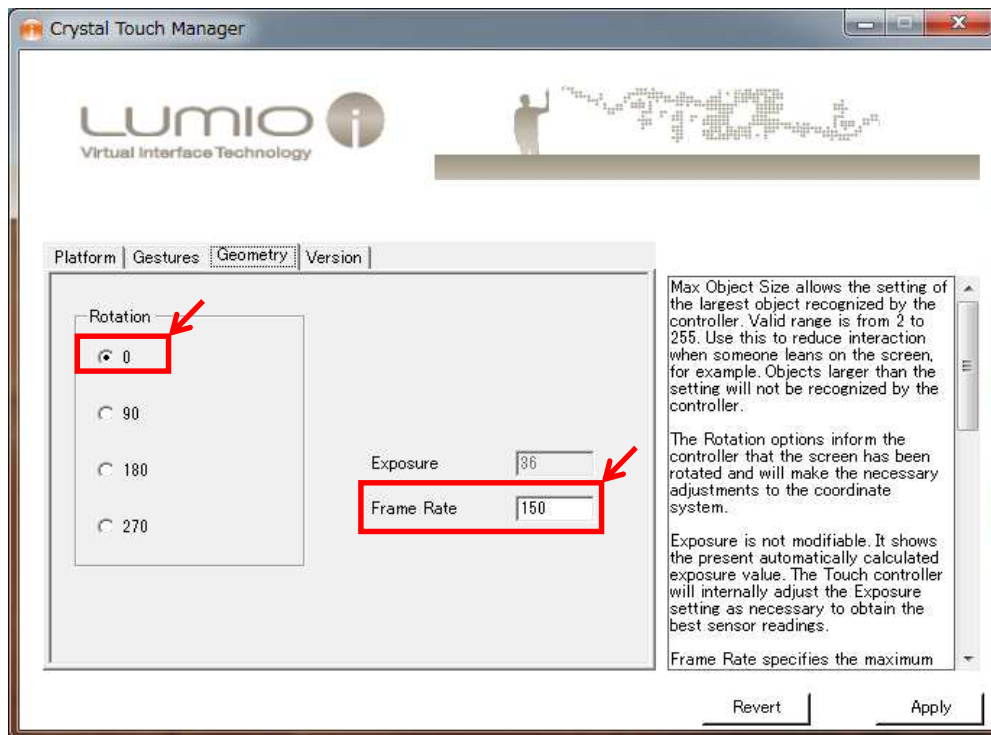 Crystal Touch Manager
LUMIO i
Virtual Interface Technology
Platform
Gestures
Geometry
Version
Rotation
0
90
180
270
Exposure
36
Frame Rate
150
Max Object Size allows the setting of
the largest object recognized by the
controller. Valid range is from 2 to
255. Use this to reduce interaction
when someone leans on the screen,
for example. Objects larger than the
setting will not be recognized by the
controller.
The Rotation options inform the
controller that the screen has been
rotated and will make the necessary
adjustments to the coordinate
system.
Exposure is not modifiable. It shows
the present automatically calculated
exposure value. The Touch controller
will internally adjust the Exposure
setting as necessary to obtain the
best sensor readings.
Frame Rate specifies the maximum
Revert
Apply